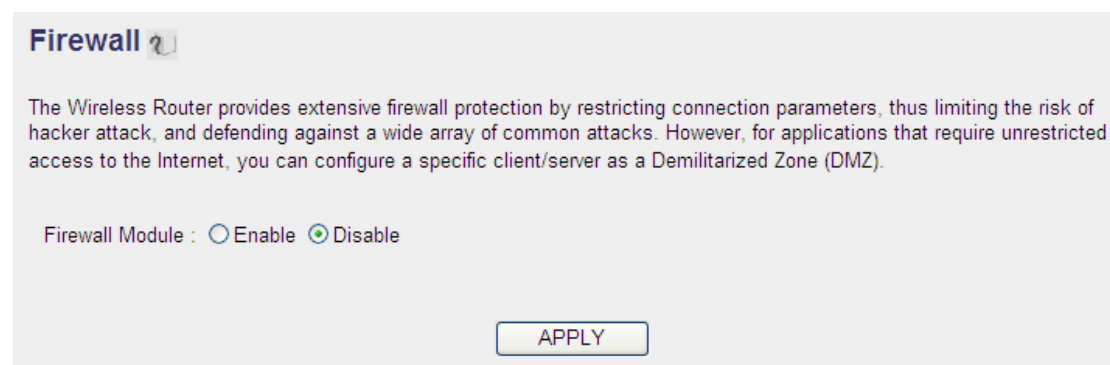 Firewall
The Wireless Router provides extensive firewall protection by restricting connection parameters, thus limiting the risk of
hacker attack, and defending against a wide array of common attacks. However, for applications that require unrestricted
access to the Internet, you can configure a specific client/server as a Demilitarized Zone (DMZ).
Firewall Module : Enable Disable
APPLY